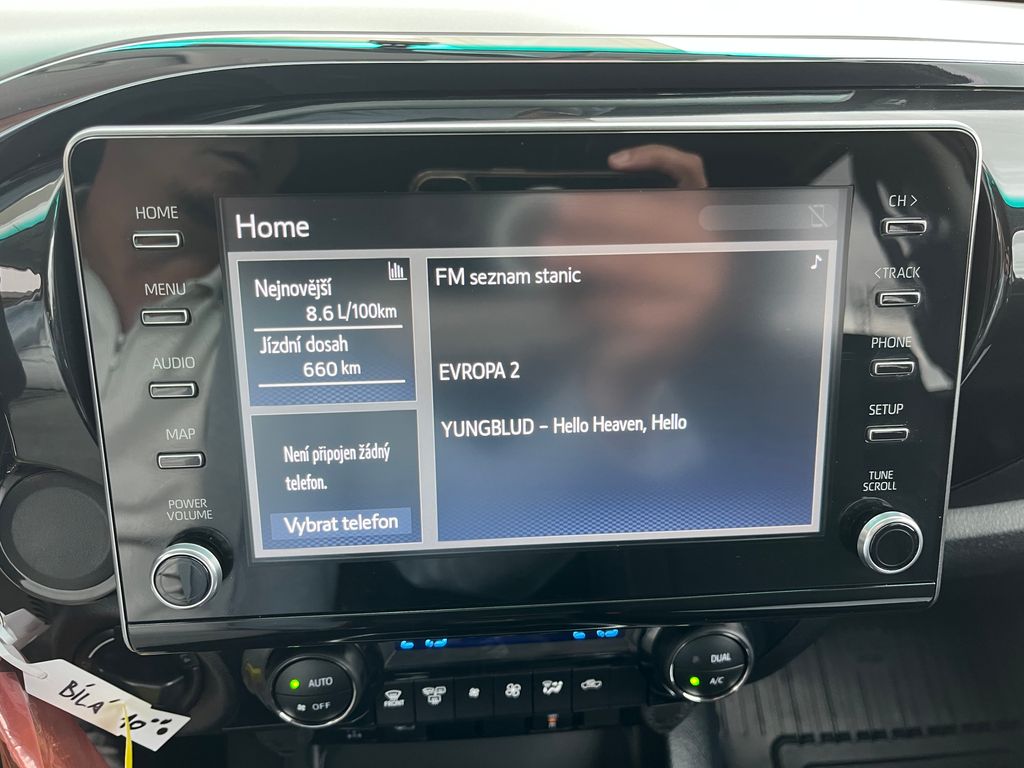 HOME
MENU
AUDIO
MAP
POWER
VOLUME
Home
Nejnovější
8.6 L/100km
Jízdní dosah
660 km
Není připojen žádný
telefon.
Vybrat telefon
FM seznam stanic
EVROPA 2
YUNGBLUD – Hello Heaven, Hello
CH >
< TRACK
PHONE
SETUP
TUNE
SCROLL
AUTO
OFF
FRONT
DUAL
A/C
BÍLÁ